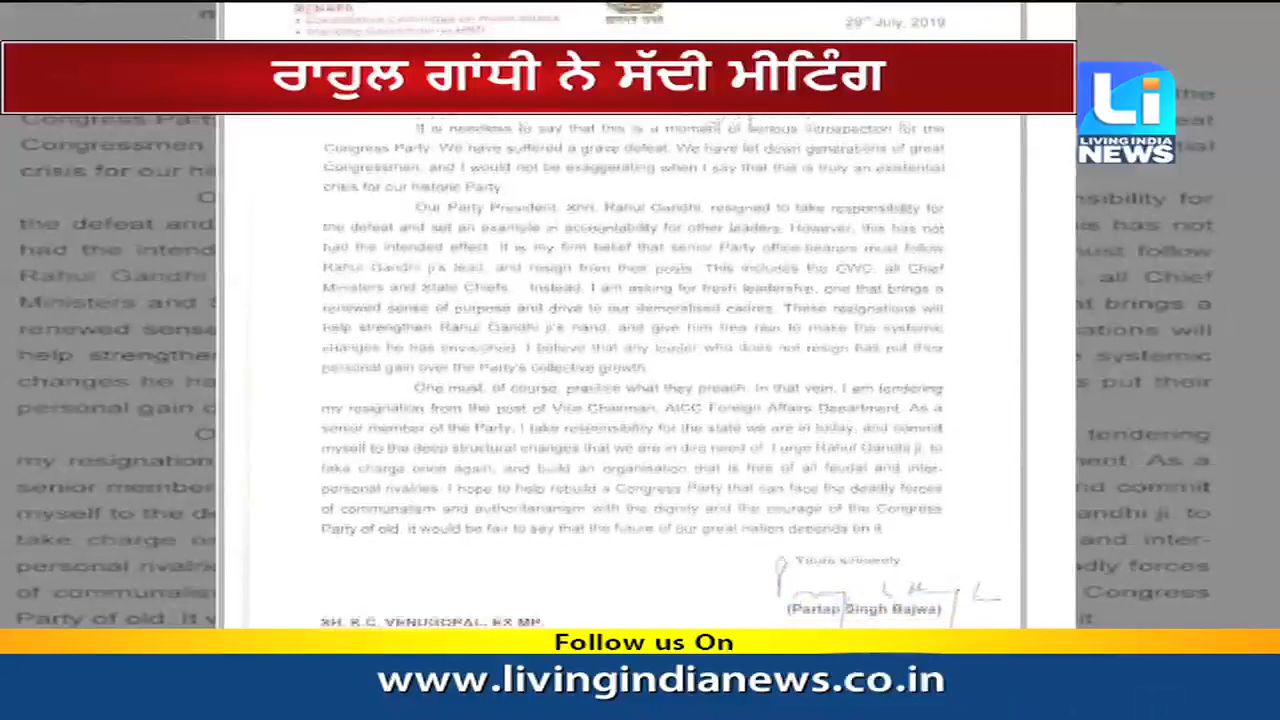 29th July, 2019
ਰਾਹੁਲ ਗਾਂਧੀ ਨੇ ਸੱਦੀ ਮੀਟਿੰਗ
Li
LIVING INDIA
NEWS
It is needless to say that this is a moment of serious introspection for the
Congress Party. We have suffered a grave defeat. We have let down generations of great
Congressmen, and I would not be exaggerating when I say that this is truly an existential
crisis for our historic Party.
Our Party President, Shri. Rahul Gandhi, resigned to take responsibility for
the defeat and set an example in accountability for other leaders. However, this has not
had the intended effect. It is my firm belief that senior Party office-bearers must follow
Rahul Gandhi ji's lead, and resign from their posts. This includes the CWC, all Chief
Ministers and State Chiefs. Instead, I am asking for fresh leadership, one that brings a
renewed sense of purpose and drive to our demoralised cadres. These resignations will
help strengthen Rahul Gandhi ji's hand, and give him free rein to make the systemic
changes he has envisioned. I believe that any leader who does not resign has put their
personal gain over the Party's collective growth.
One must, of course, practice what they preach. In that vein, I am tendering
my resignation from the post of Vice Chairman, AICC Foreign Affairs Department. As a
senior member of the Party, I take responsibility for the state we are in today, and commit
myself to the deep structural changes that we are in dire need of. I urge Rahul Gandhi ji, to
take charge once again, and build an organisation that is free of all feudal and inter-
personal rivalries. I hope to help rebuild a Congress Party that can face the deadly forces
of communalism and authoritarianism with the dignity and the courage of the Congress
Party of old. It would be fair to say that the future of our great nation depends on it.
Yours sincerely
(Partap Singh Bajwa)
SH. K.C. VENUGOPAL, EX MP.
Follow us On
www.livingindianews.co.in